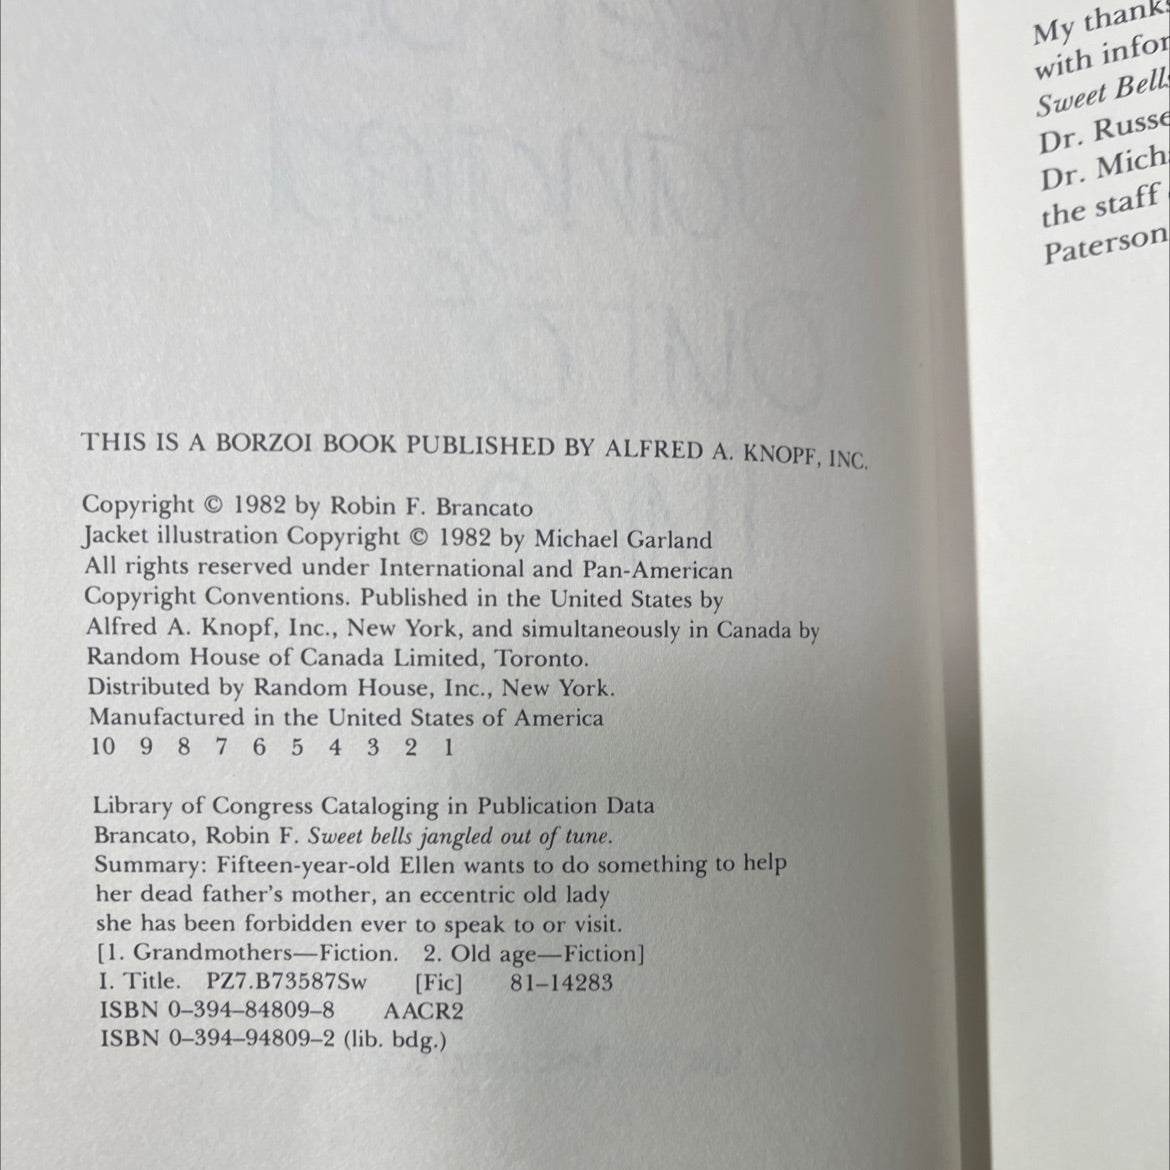 THIS IS A BORZOI BOOK PUBLISHED BY ALFRED A. KNOPF, INC.
Copyright © 1982 by Robin F. Brancato
Jacket illustration Copyright © 1982 by Michael Garland
All rights reserved under International and Pan-American
Copyright Conventions. Published in the United States by
Alfred A. Knopf, Inc., New York, and simultaneously in Canada by
Random House of Canada Limited, Toronto.
Distributed by Random House, Inc., New York.
Manufactured in the United States of America
10 9 8 7 6 5 4 3 2 1
Library of Congress Cataloging in Publication Data
Brancato, Robin F. Sweet bells jangled out of tune.
Summary: Fifteen-year-old Ellen wants to do something to help
her dead father's mother, an eccentric old lady
she has been forbidden ever to speak to or visit.
[1. Grandmothers—Fiction. 2. Old age—Fiction]
I. Title. PZ7.B73587Sw [Fic] 81–14283
ISBN 0–394–84809–8 AACR2
ISBN 0–394–94809–2 (lib. bdg.)
My thanks
with infor
Sweet Bells
Dr. Russe
Dr. Micha
the staff
Paterson